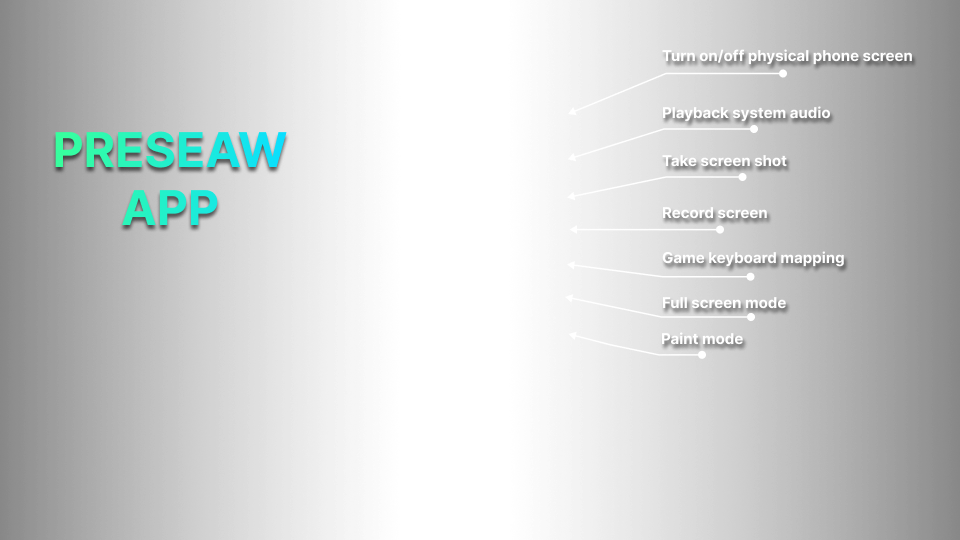 PRESEAW
APP
Turn on/off physical phone screen
Playback system audio
Take screen shot
Record screen
Game keyboard mapping
Full screen mode
Paint mode